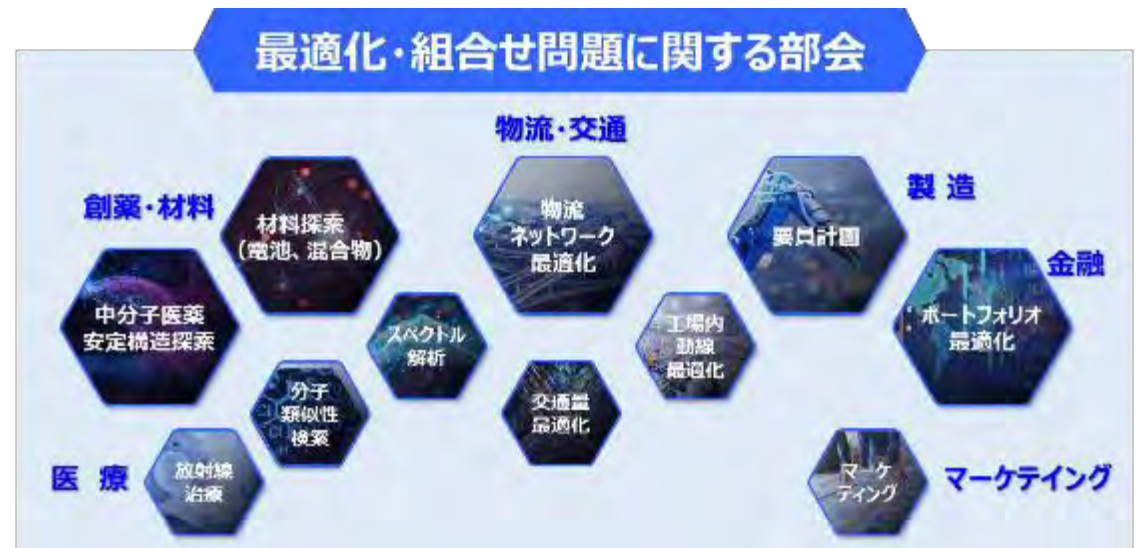 最適化・組合せ問題に関する部会
物流・交通
創薬・材料
材料探索
(電池、混合物)
物流
ネットワーク
最適化
要員計画
製 造
金融
中分子医薬
安定構造探索
スペクトル
解析
工場内
動線
最適化
ポートフォリオ
最適化
分子
類似性
検索
交通量
最適化
医 療
放射線
治療
マーケ
ティング
マーケテイング